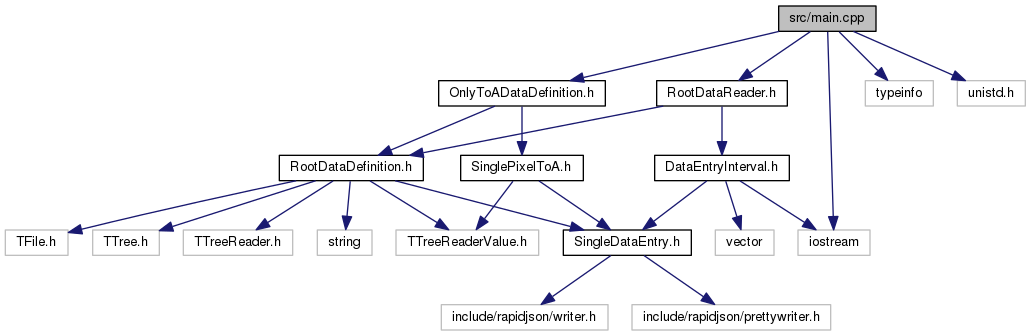 src/main.cpp
OnlyToADataDefinition.h
RootDataReader.h
typeinfo
unistd.h
RootDataDefinition.h
SinglePixelToA.h
DataEntryInterval.h
TFile.h
TTree.h
TTreeReader.h
string
TTreeReaderValue.h
SingleDataEntry.h
vector
iostream
include/rapidjson/writer.h
include/rapidjson/prettywriter.h